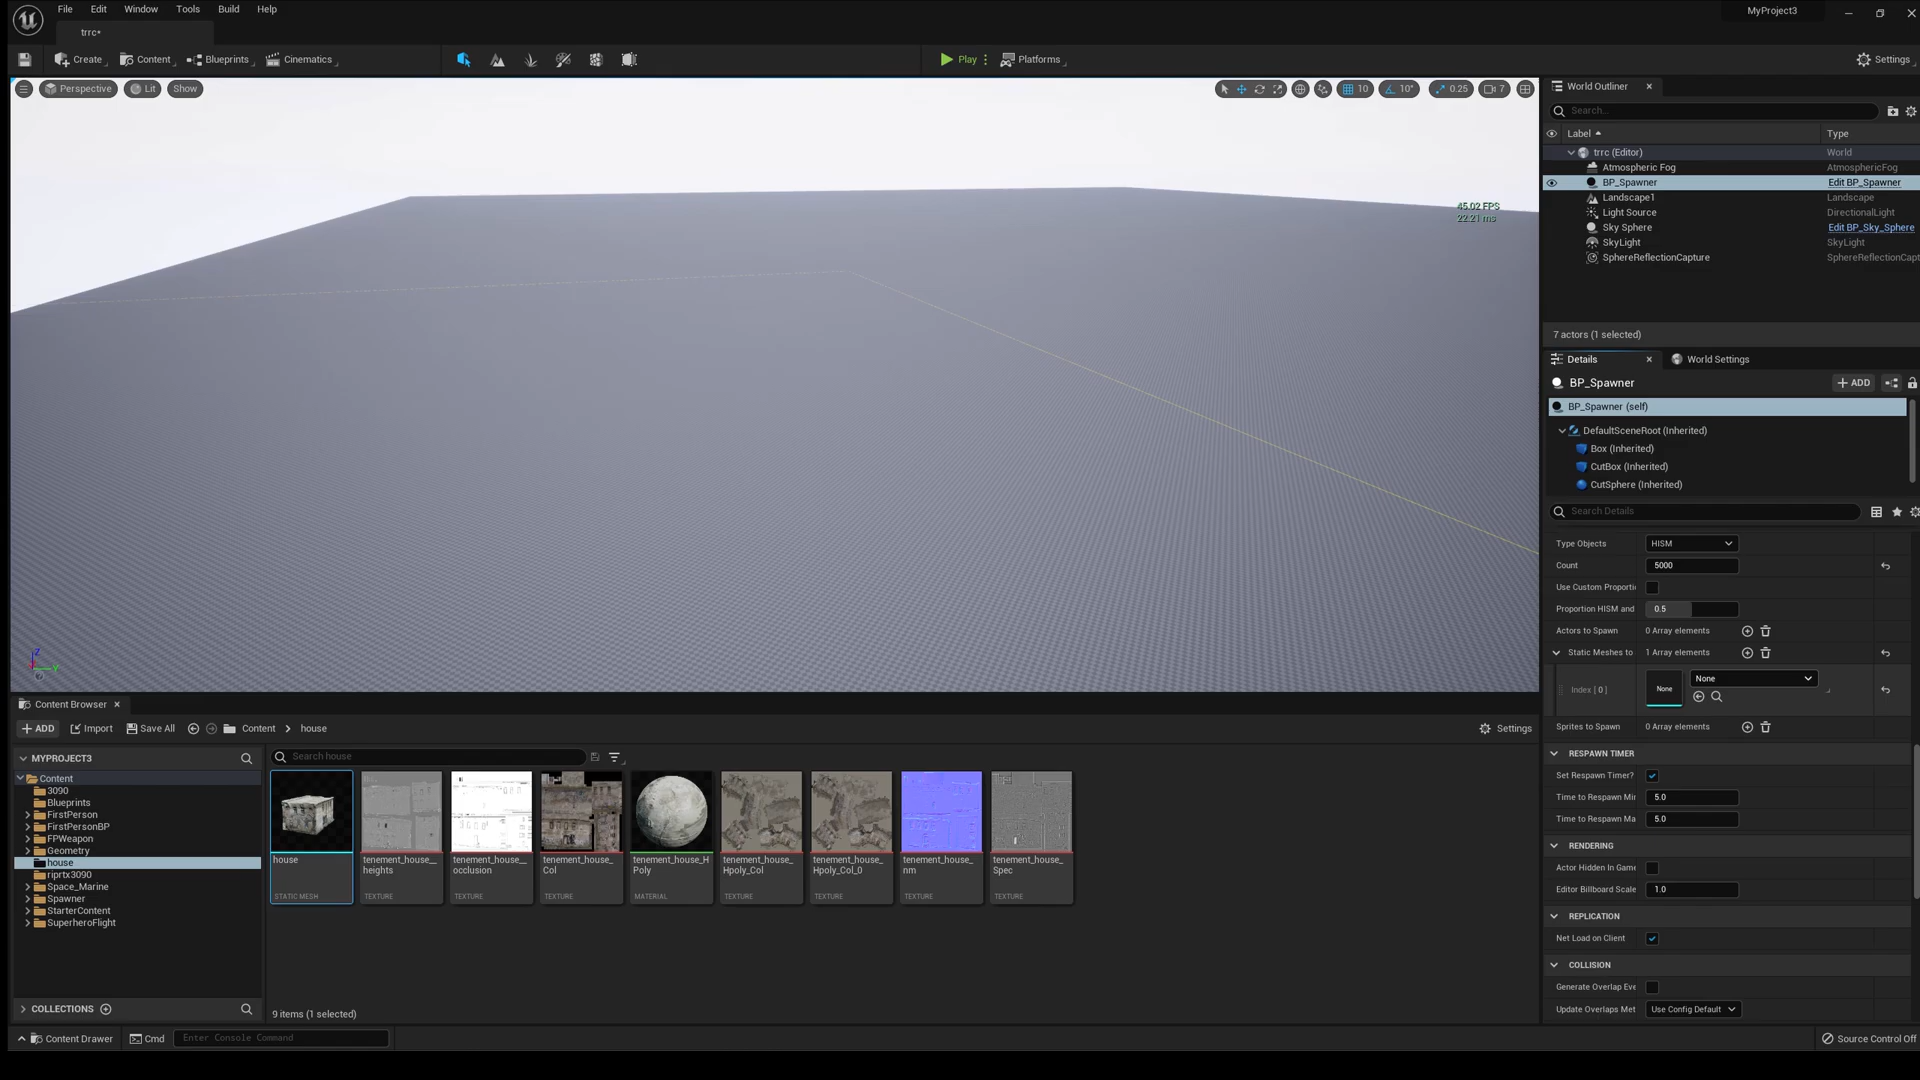 File Edit Window Tools Build Help
MyProject3
trrc•
Create Content Blueprints Cinematics Play Platforms Settings
Perspective Lit Show 10 10° 0.25 7
45.02 FPS
22.21 ms
Z
Y
World Outliner
Search...
Label Type
trrc (Editor) World
Atmospheric Fog AtmosphericFog
BP_Spawner Edit BP_Spawner
Landscape1 Landscape
Light Source DirectionalLight
Sky Sphere Edit BP_Sky_Sphere
SkyLight SkyLight
SphereReflectionCapture SphereReflectionCapt
7 actors (1 selected)
Details World Settings
BP_Spawner ADD
BP_Spawner (self)
DefaultSceneRoot (Inherited)
Box (Inherited)
CutBox (Inherited)
CutSphere (Inherited)
Search Details
Type Objects HISM
Count 5000
Use Custom Proporti
Proportion HISM and 0.5
Actors to Spawn 0 Array elements
Static Meshes to 1 Array elements
Index [ 0 ] None None
Sprites to Spawn 0 Array elements
RESPAWN TIMER
Set Respawn Timer?
Time to Respawn Mir 5.0
Time to Respawn Ma 5.0
RENDERING
Actor Hidden In Game
Editor Billboard Scale 1.0
REPLICATION
Net Load on Client
COLLISION
Generate Overlap Eve
Update Overlaps Met Use Config Default
Content Browser
ADD Import Save All Content house Settings
MYPROJECT3
Content
3090
Blueprints
FirstPerson
FirstPersonBP
FPWeapon
Geometry
house
riprtx3090
Space_Marine
Spawner
StarterContent
SuperheroFlight
COLLECTIONS
Search house
house
STATIC MESH
tenement_house__
heights
TEXTURE
tenement_house__
occlusion
TEXTURE
tenement_house_
Col
TEXTURE
tenement_house_H
Poly
MATERIAL
tenement_house_
Hpoly_Col
TEXTURE
tenement_house_
Hpoly_Col_0
TEXTURE
tenement_house_
nm
TEXTURE
tenement_house_
Spec
TEXTURE
9 items (1 selected)
Content Drawer Cmd Enter Console Command Source Control Off